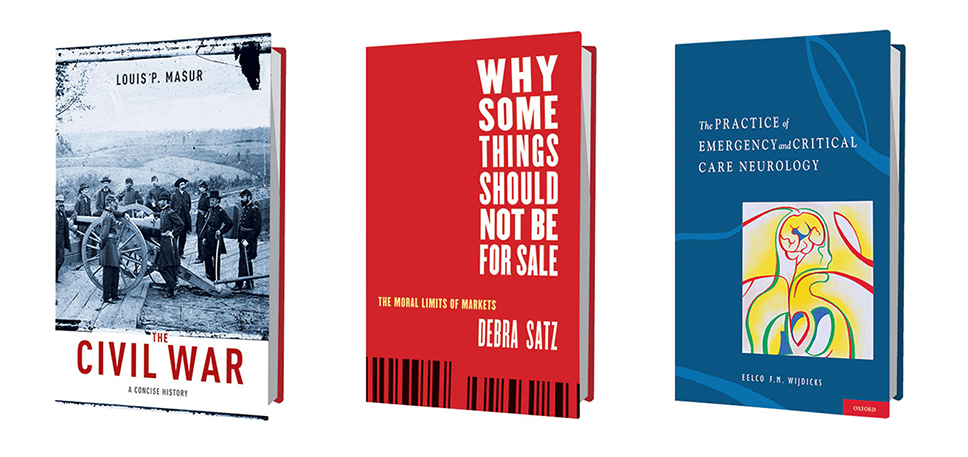 LOUIS P. MASUR
THE
CIVIL WAR
A CONCISE HISTORY
WHY
SOME
THINGS
SHOULD
NOT BE
FOR SALE
THE MORAL LIMITS OF MARKETS
DEBRA SATZ
The PRACTICE of
EMERGENCY and CRITICAL
CARE NEUROLOGY
EELCO F. M. WIJDICKS
OXFORD